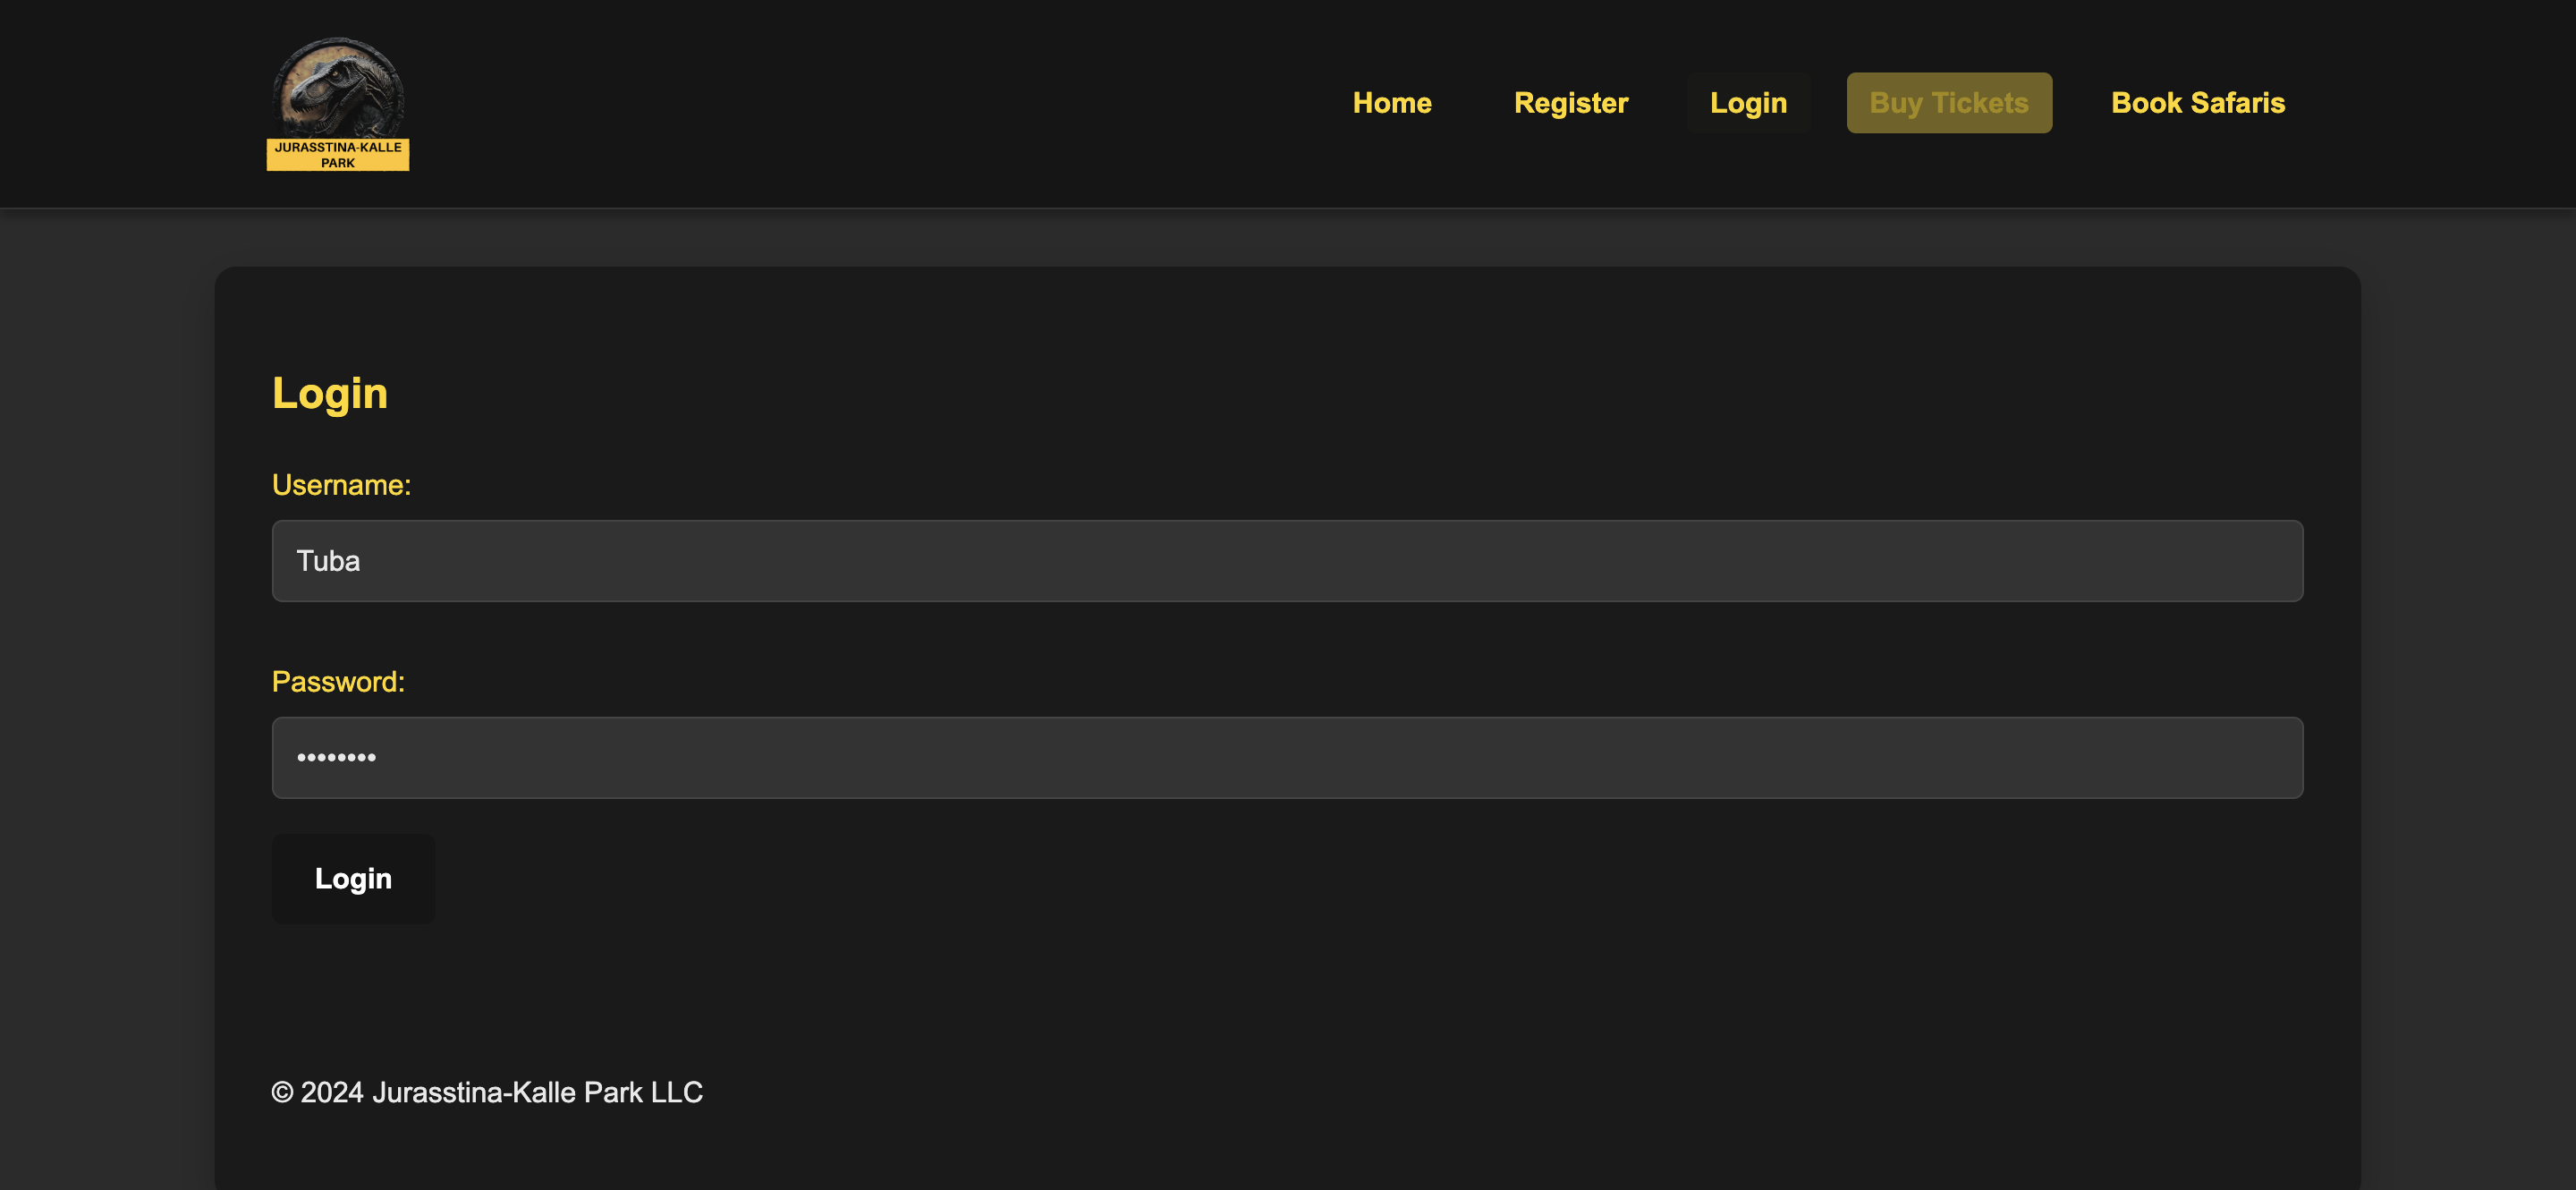 JURASSTINA-KALLE
PARK
Home
Register
Login
Buy Tickets
Book Safaris
Login
Username:
Tuba
Password:
••••••••
Login
© 2024 Jurasstina-Kalle Park LLC